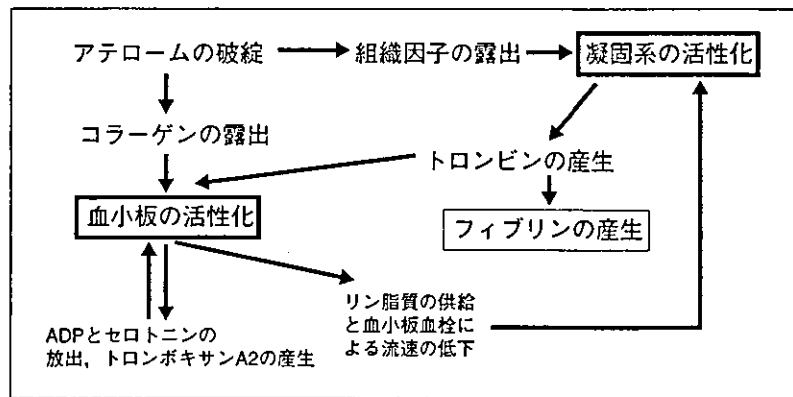 アテロームの破綻
組織因子の露出
凝固系の活性化
コラーゲンの露出
トロンビンの産生
血小板の活性化
フィブリンの産生
リン脂質の供給
と血小板血栓に
よる流速の低下
ADPとセロトニンの
放出，トロンボキサンA2の産生